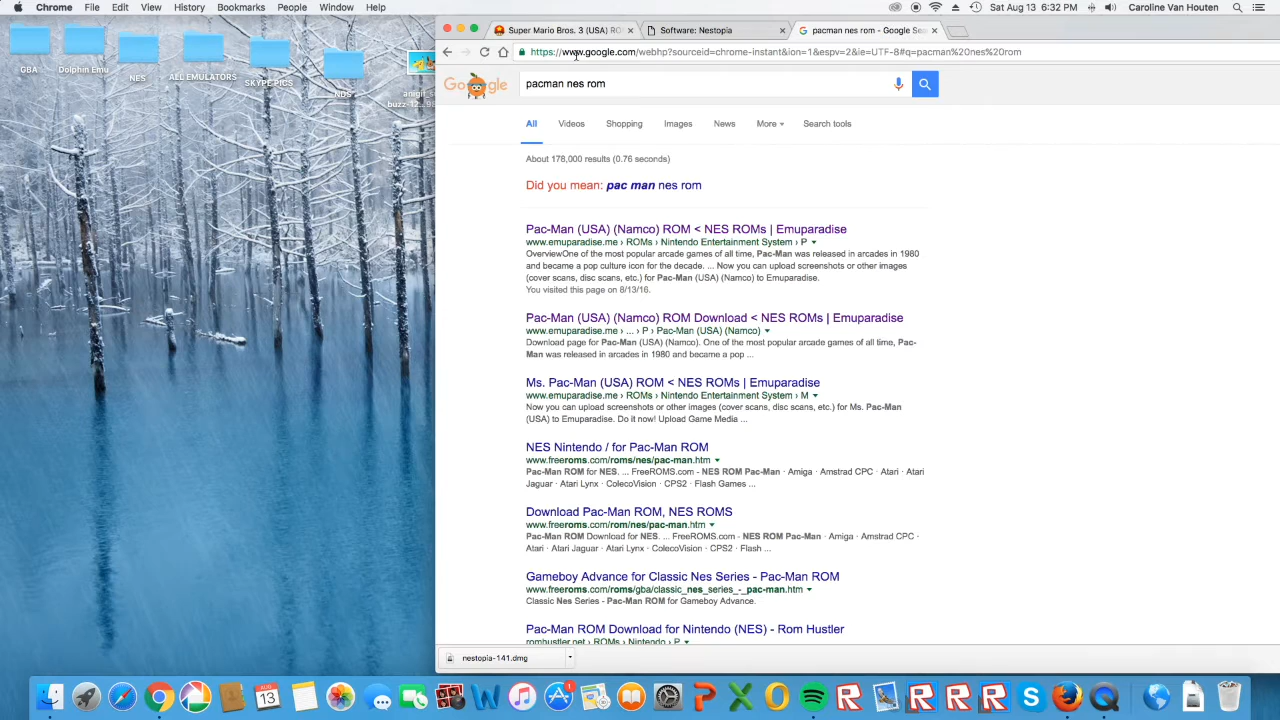 Chrome File Edit View History Bookmarks People Window Help
Sat Aug 13 6:32 PM Caroline Van Houten
Super Mario Bros. 3 (USA) RO
Software: Nestopia
pacman nes rom - Google Sea
https://www.google.com/webhp?sourceid=chrome-instant&ion=1&espv=2&ie=UTF-8#q=pacman%20nes%20rom
GBA
Dolphin Emu
NES
ALL EMULATORS
SKYPE PICS
NDS
Google
pacman nes rom
All Videos Shopping Images News More Search tools
About 178,000 results (0.76 seconds)
Did you mean: pac man nes rom
Pac-Man (USA) (Namco) ROM < NES ROMs | Emuparadise
www.emuparadise.me › ROMs › Nintendo Entertainment System › P
OverviewOne of the most popular arcade games of all time, Pac-Man was released in arcades in 1980
and became a pop culture icon for the decade. ... Now you can upload screenshots or other images
(cover scans, disc scans, etc.) for Pac-Man (USA) (Namco) to Emuparadise.
You visited this page on 8/13/16.
Pac-Man (USA) (Namco) ROM Download < NES ROMs | Emuparadise
www.emuparadise.me › ... › P › Pac-Man (USA) (Namco)
Download page for Pac-Man (USA) (Namco). One of the most popular arcade games of all time, Pac-
Man was released in arcades in 1980 and became a pop ...
Ms. Pac-Man (USA) ROM < NES ROMs | Emuparadise
www.emuparadise.me › ROMs › Nintendo Entertainment System › M
Now you can upload screenshots or other images (cover scans, disc scans, etc.) for Ms. Pac-Man
(USA) to Emuparadise. Do it now! Upload Game Media ...
NES Nintendo / for Pac-Man ROM
www.freeroms.com/roms/nes/pac-man.htm
Pac-Man ROM for NES. ... FreeROMS.com - NES ROM Pac-Man · Amiga · Amstrad CPC · Atari · Atari
Jaguar · Atari Lynx · ColecoVision · CPS2 · Flash Games ...
Download Pac-Man ROM, NES ROMS
www.freeroms.com/rom/nes/pac-man.htm
Pac-Man ROM Download for NES. ... FreeROMS.com - NES ROM Pac-Man · Amiga · Amstrad CPC ·
Atari · Atari Jaguar · Atari Lynx · ColecoVision · CPS2 · Flash ...
Gameboy Advance for Classic Nes Series - Pac-Man ROM
www.freeroms.com/roms/gba/classic_nes_series_-_pac-man.htm
Classic Nes Series - Pac-Man ROM for Gameboy Advance.
Pac-Man ROM Download for Nintendo (NES) - Rom Hustler
romhustler.net › ROMs › Nintendo › P
nestopia-141.dmg
AUG
13
1